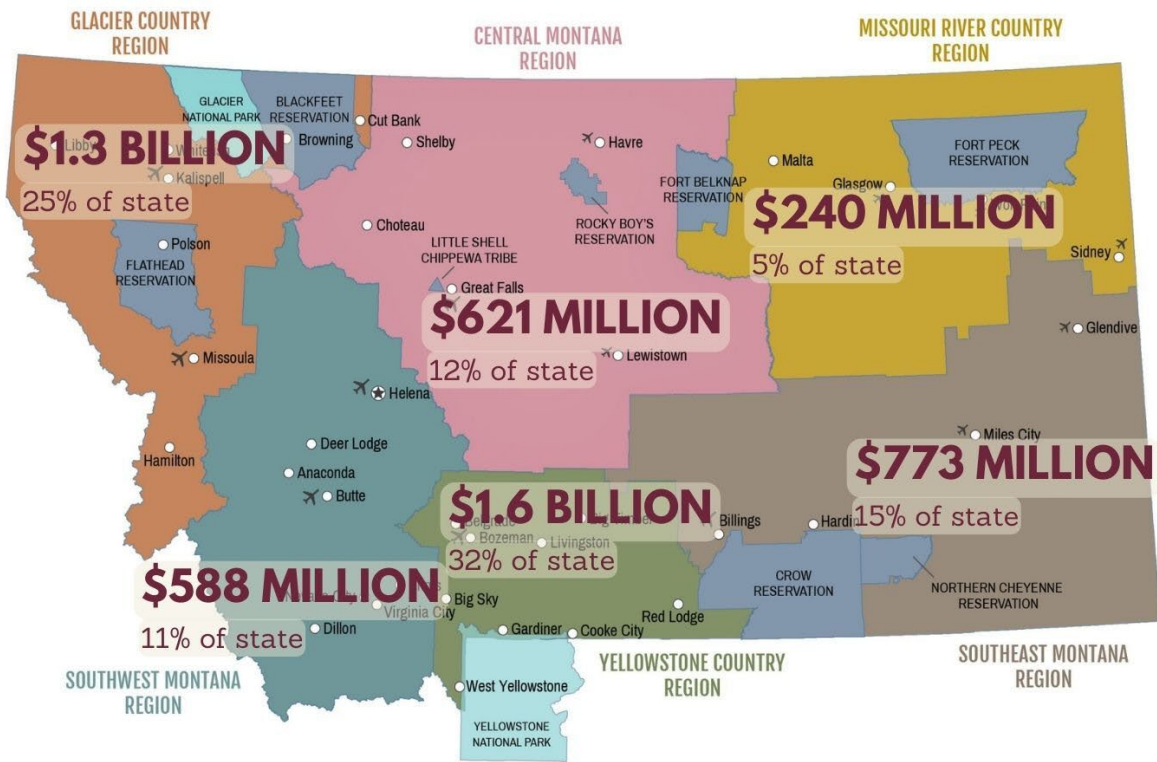 GLACIER COUNTRY
REGION
CENTRAL MONTANA
REGION
MISSOURI RIVER COUNTRY
REGION
GLACIER
NATIONAL PARK
BLACKFEET
RESERVATION
Browning
Cut Bank
Shelby
Havre
Malta
FORT PECK
RESERVATION
Libby
$1.3 BILLION
Kalispell
25% of state
FORT BELKNAP
RESERVATION
Glasgow
$240 MILLION
5% of state
Choteau
ROCKY BOY'S
RESERVATION
Polson
FLATHEAD
RESERVATION
LITTLE SHELL
CHIPPEWA TRIBE
Great Falls
Sidney
$621 MILLION
12% of state
Lewistown
Glendive
Missoula
Helena
Hamilton
Deer Lodge
Anaconda
Butte
Miles City
$773 MILLION
15% of state
Hardin
$1.6 BILLION
Bozeman
Livingston
32% of state
Billings
CROW
RESERVATION
NORTHERN CHEYENNE
RESERVATION
$588 MILLION
Virginia City
11% of state
Dillon
Big Sky
Gardiner
Cooke City
Red Lodge
SOUTHWEST MONTANA
REGION
West Yellowstone
YELLOWSTONE
NATIONAL PARK
YELLOWSTONE COUNTRY
REGION
SOUTHEAST MONTANA
REGION